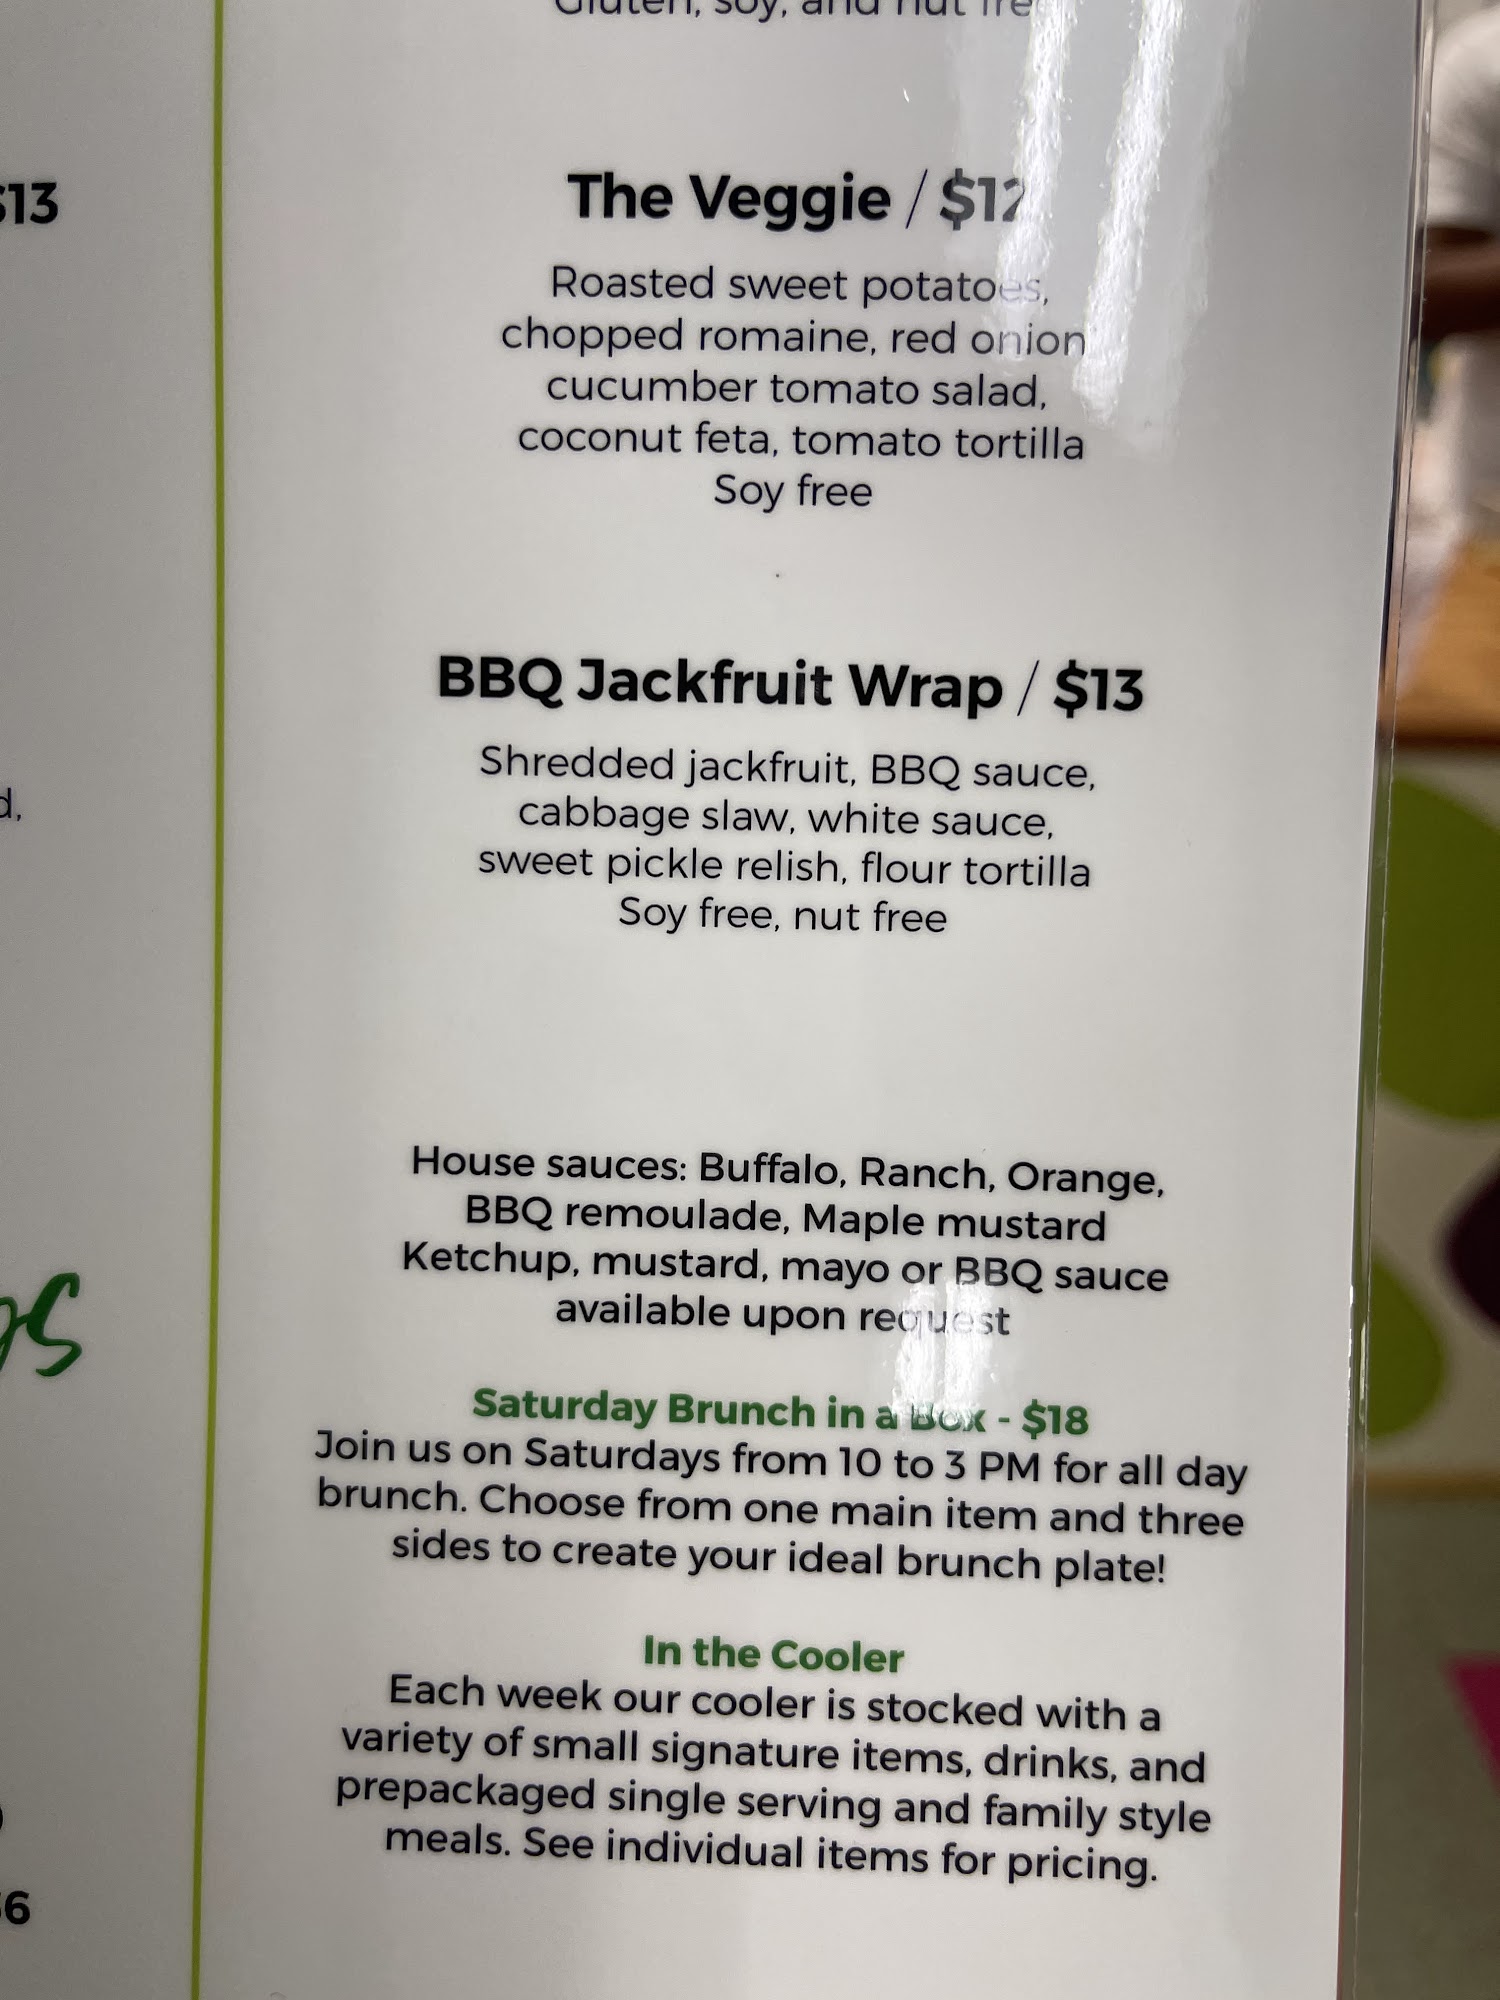 Gluten, soy, and nut free
$13
The Veggie / $12
Roasted sweet potatoes,
chopped romaine, red onion
cucumber tomato salad,
coconut feta, tomato tortilla
Soy free
BBQ Jackfruit Wrap / $13
Shredded jackfruit, BBQ sauce,
cabbage slaw, white sauce,
sweet pickle relish, flour tortilla
Soy free, nut free
House sauces: Buffalo, Ranch, Orange,
BBQ remoulade, Maple mustard
Ketchup, mustard, mayo or BBQ sauce
available upon request
Saturday Brunch in a Box - $18
Join us on Saturdays from 10 to 3 PM for all day
brunch. Choose from one main item and three
sides to create your ideal brunch plate!
In the Cooler
Each week our cooler is stocked with a
variety of small signature items, drinks, and
prepackaged single serving and family style
meals. See individual items for pricing.